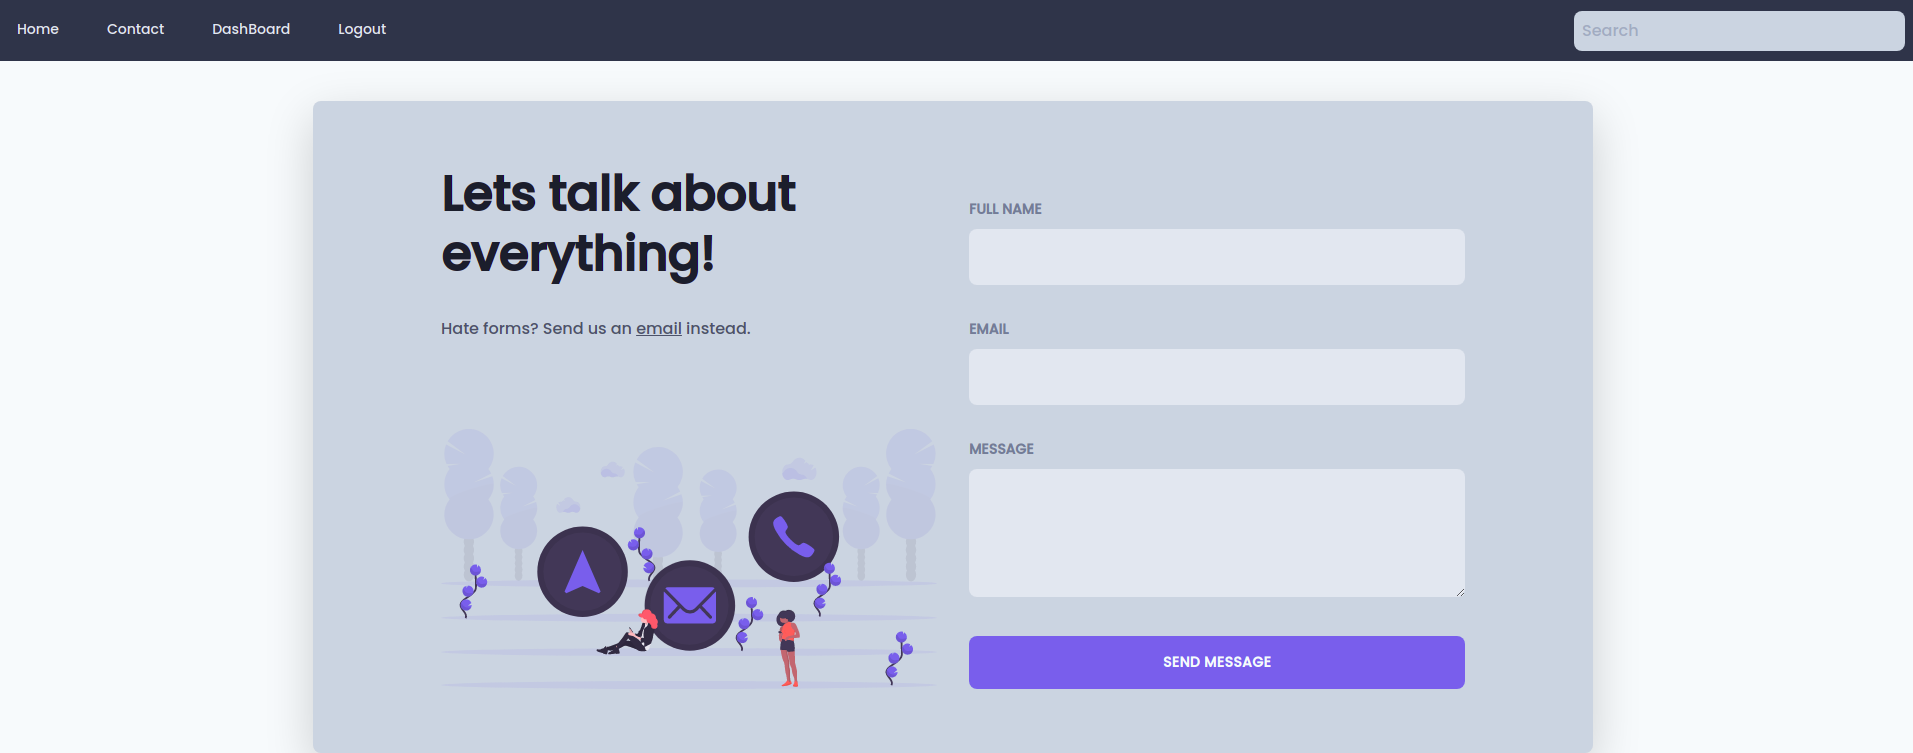 Home Contact DashBoard Logout Search
Lets talk about
everything!
Hate forms? Send us an email instead.
FULL NAME
EMAIL
MESSAGE
SEND MESSAGE